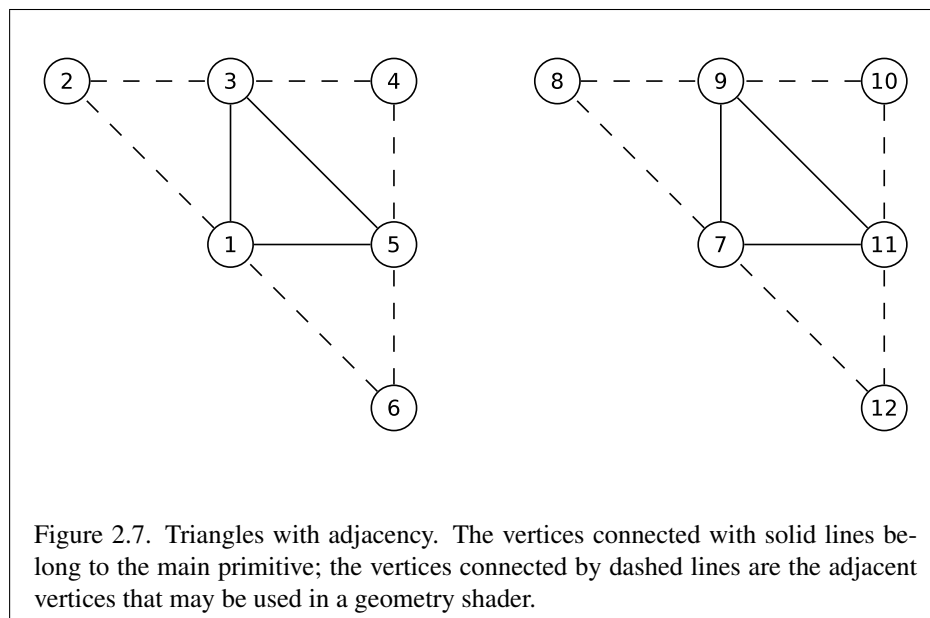 2 3 4 8 9 10
1 5 7 11
6 12
Figure 2.7. Triangles with adjacency. The vertices connected with solid lines be-
long to the main primitive; the vertices connected by dashed lines are the adjacent
vertices that may be used in a geometry shader.